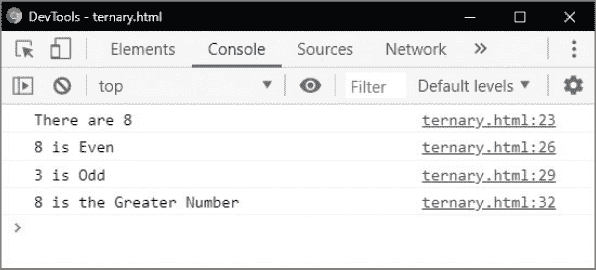 DevTools - ternary.html
Elements Console Sources Network »
top Filter Default levels
There are 8 ternary.html:23
8 is Even ternary.html:26
3 is Odd ternary.html:29
8 is the Greater Number ternary.html:32
>